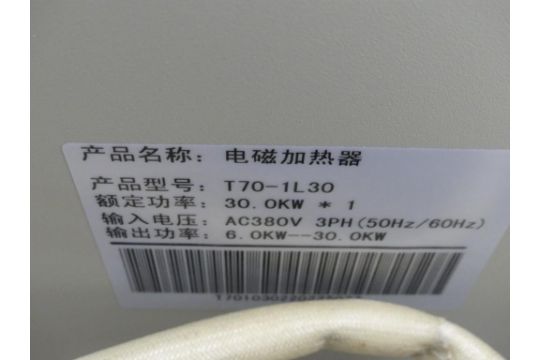 产品名称: 电磁加热器
产品型号: T70-1L30
额定功率: 30.0KW * 1
输入电压: AC380V 3PH(50Hz/60Hz)
输出功率: 6.0KW--30.0KW